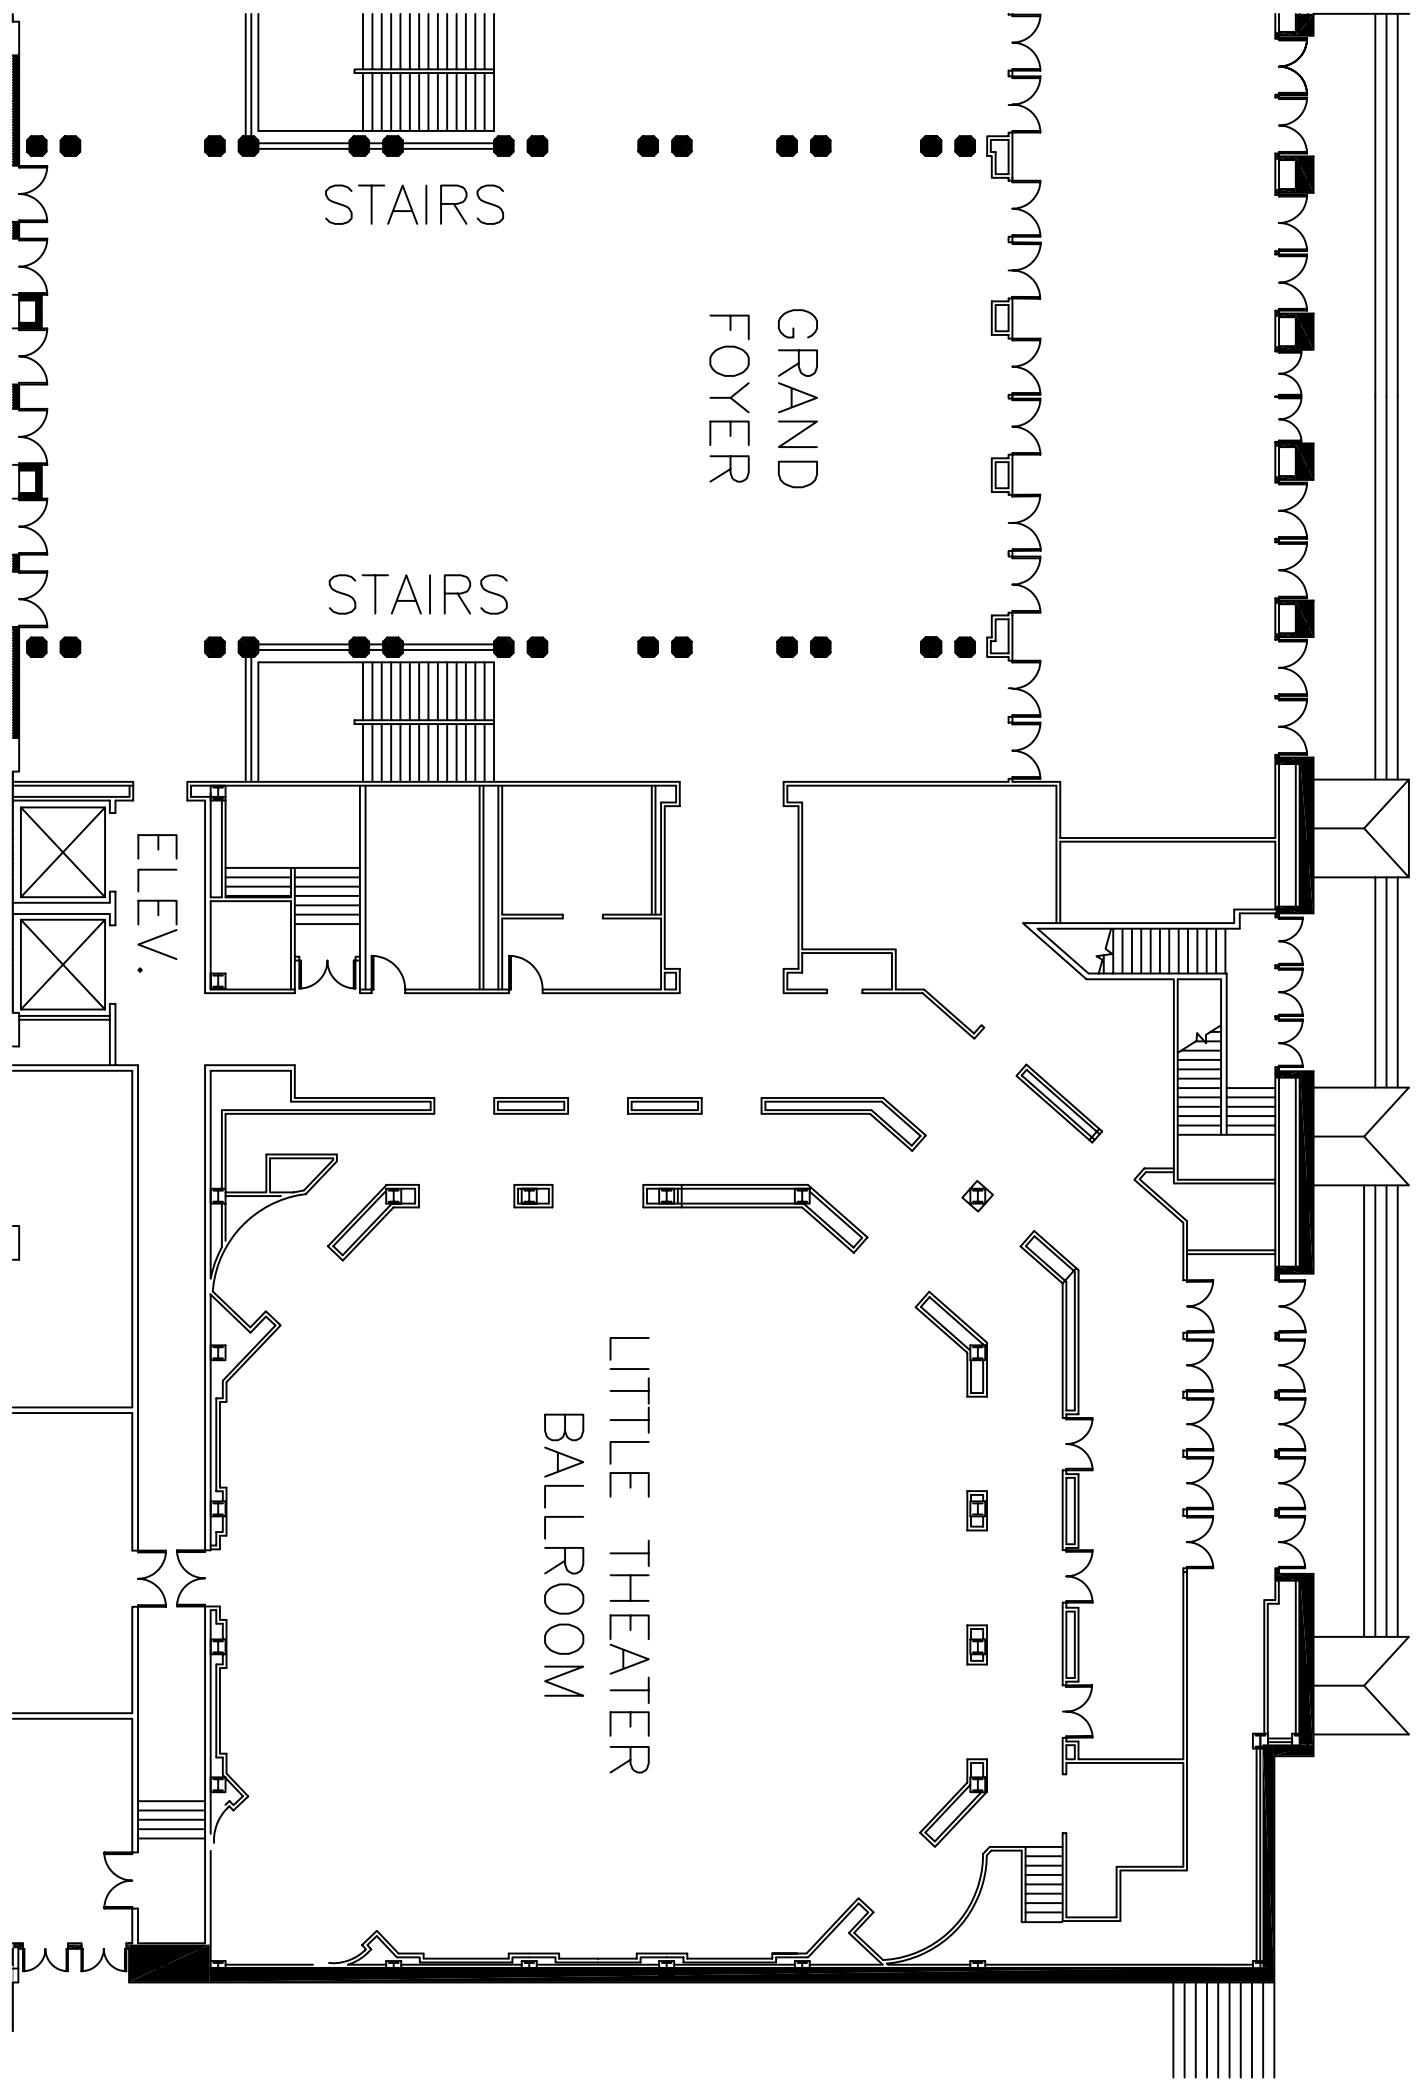 STAIRS
GRAND
FOYER
STAIRS
ELEV.
LITTLE THEATER
BALLROOM